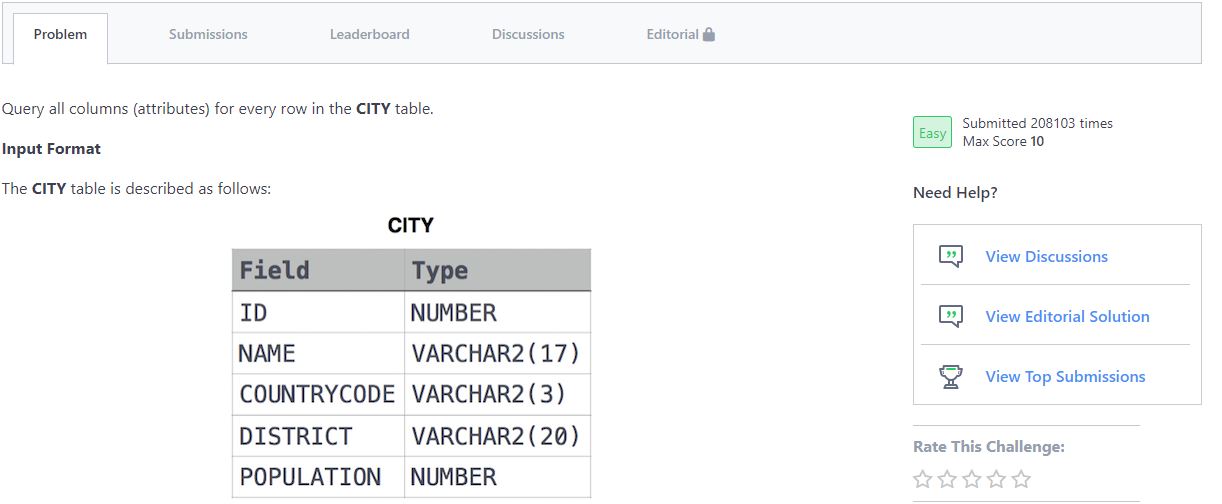 Problem
Submissions
Leaderboard
Discussions
Editorial
Query all columns (attributes) for every row in the CITY table.
Input Format
The CITY table is described as follows:
CITY
Field Type
ID NUMBER
NAME VARCHAR2(17)
COUNTRYCODE VARCHAR2(3)
DISTRICT VARCHAR2(20)
POPULATION NUMBER
Easy
Submitted 208103 times
Max Score 10
Need Help?
View Discussions
View Editorial Solution
View Top Submissions
Rate This Challenge: